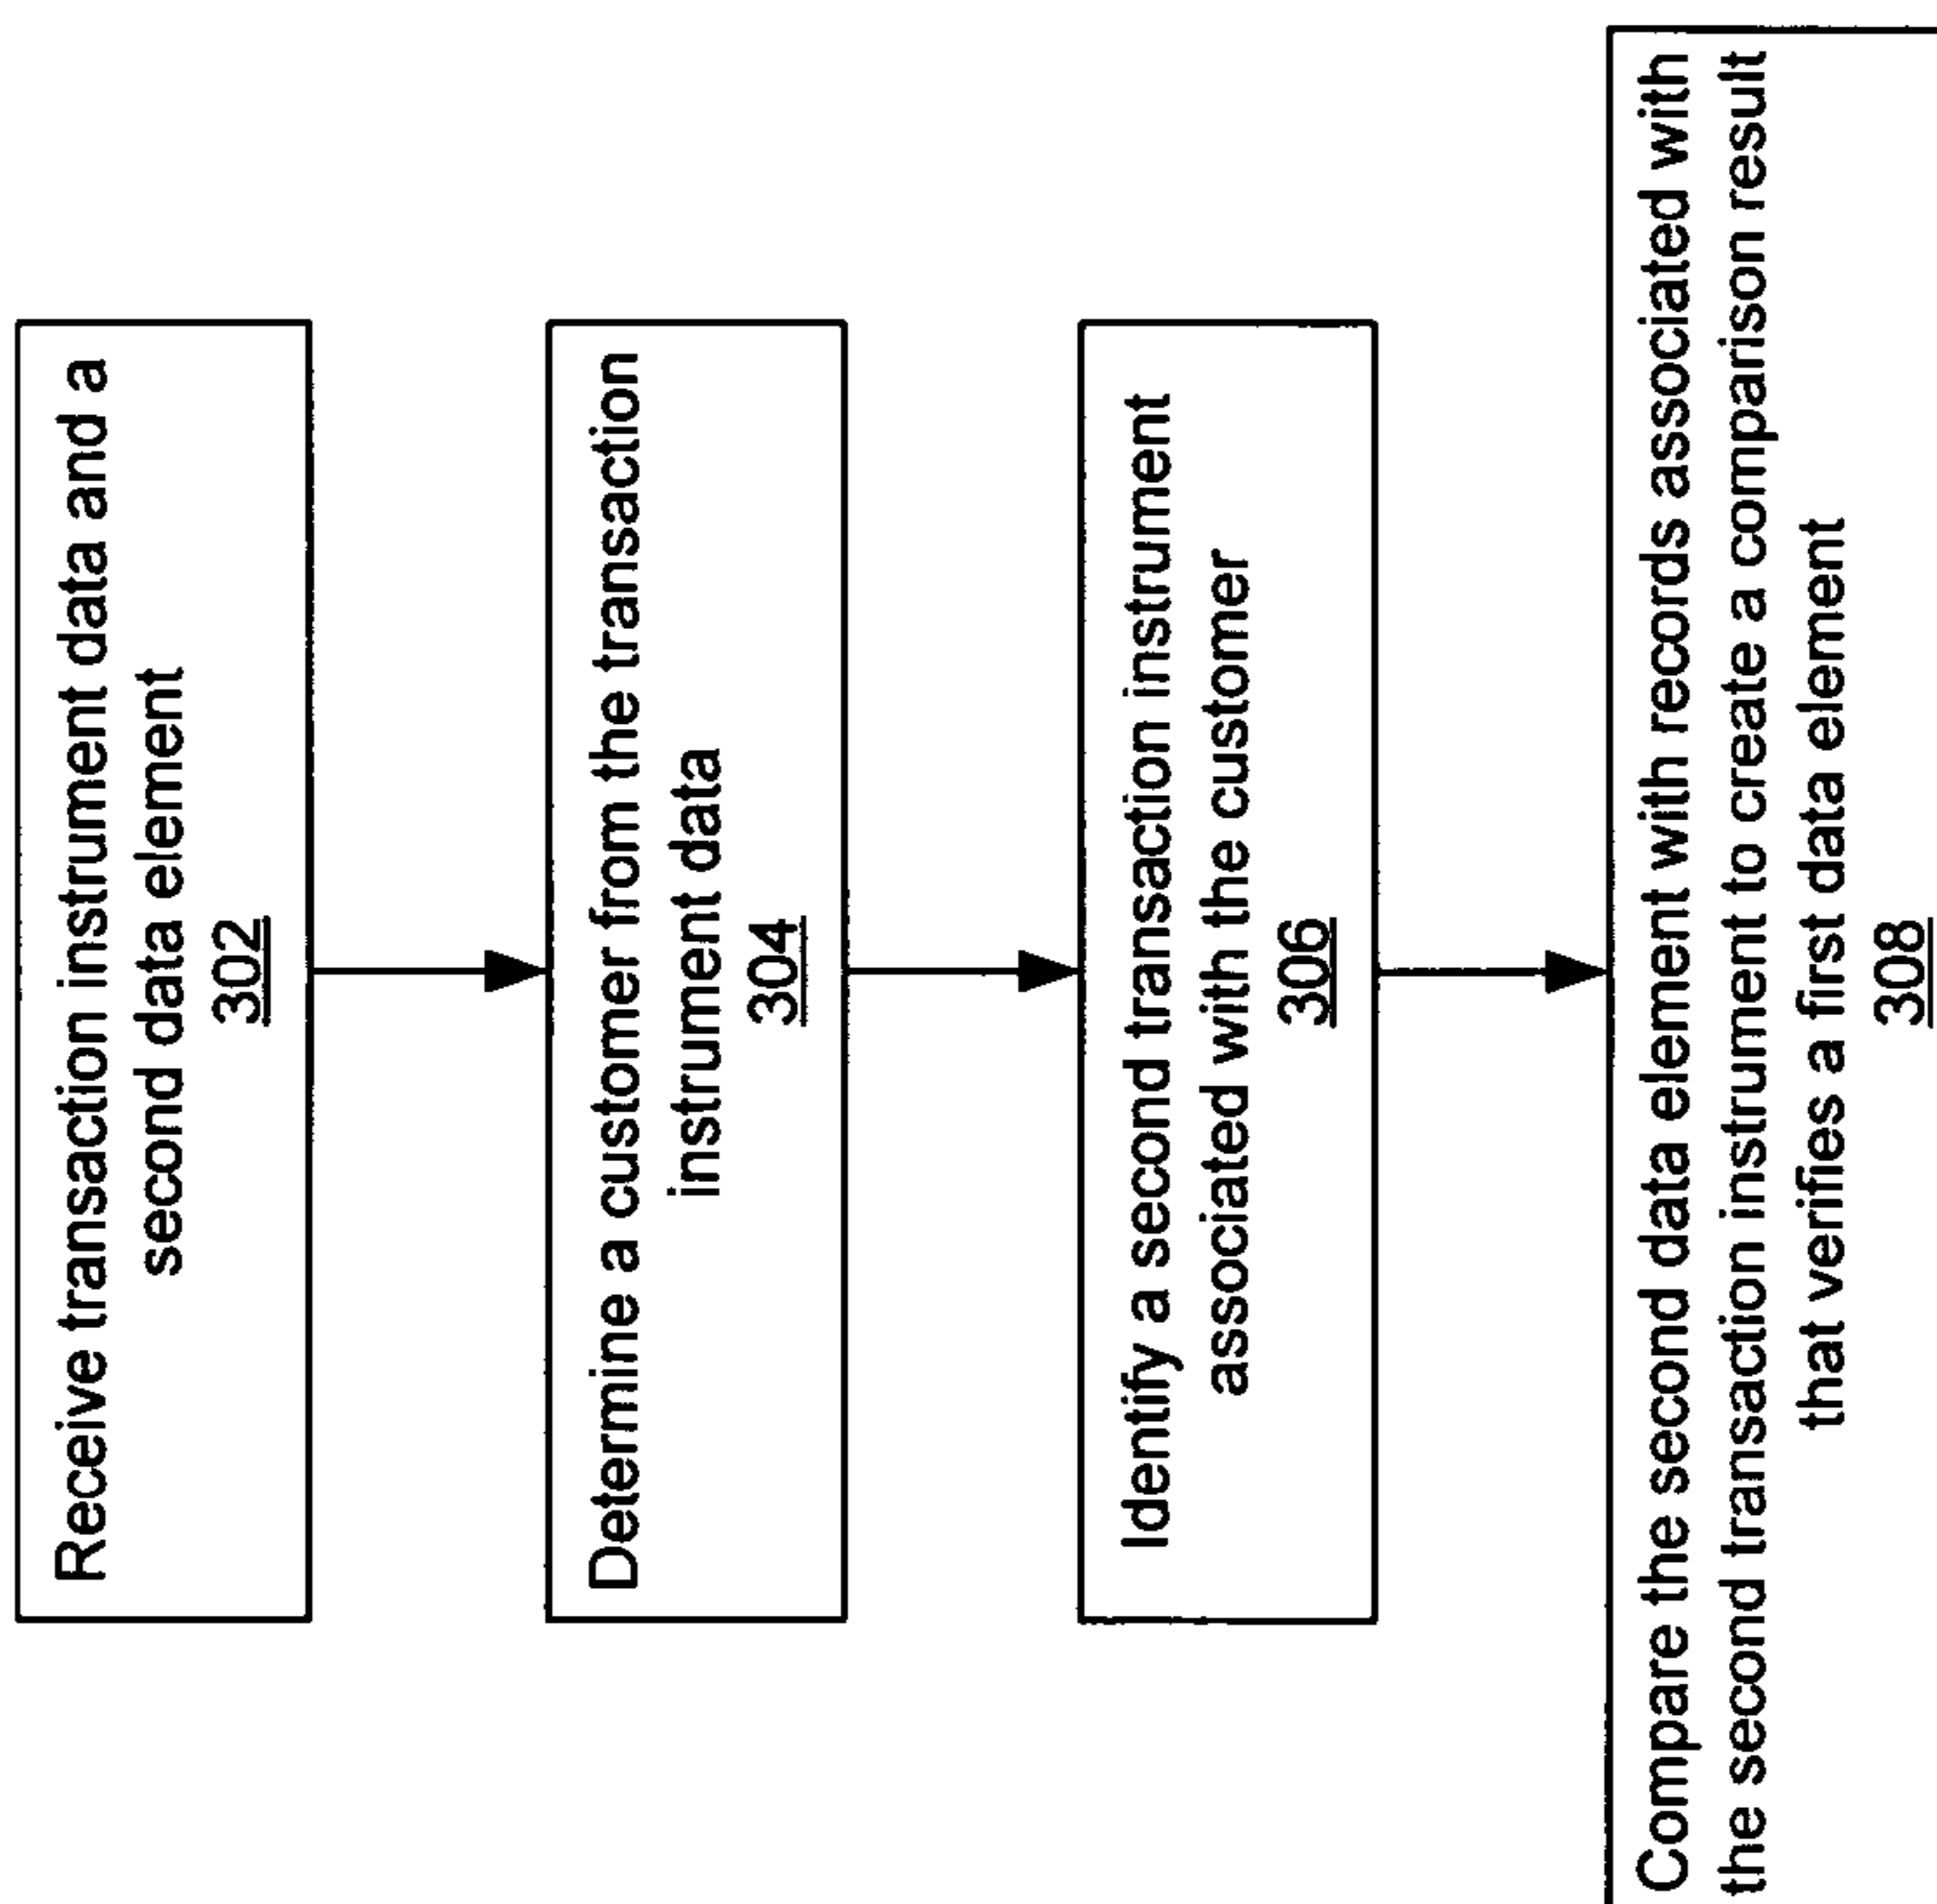 Receive transaction instrument data and a
second data element
302
Determine a customer from the transaction
instrument data
304
Identify a second transaction instrument
associated with the customer
306
Compare the second data element with records associated with
the second transaction instrument to create a comparison result
that verifies a first data element
308